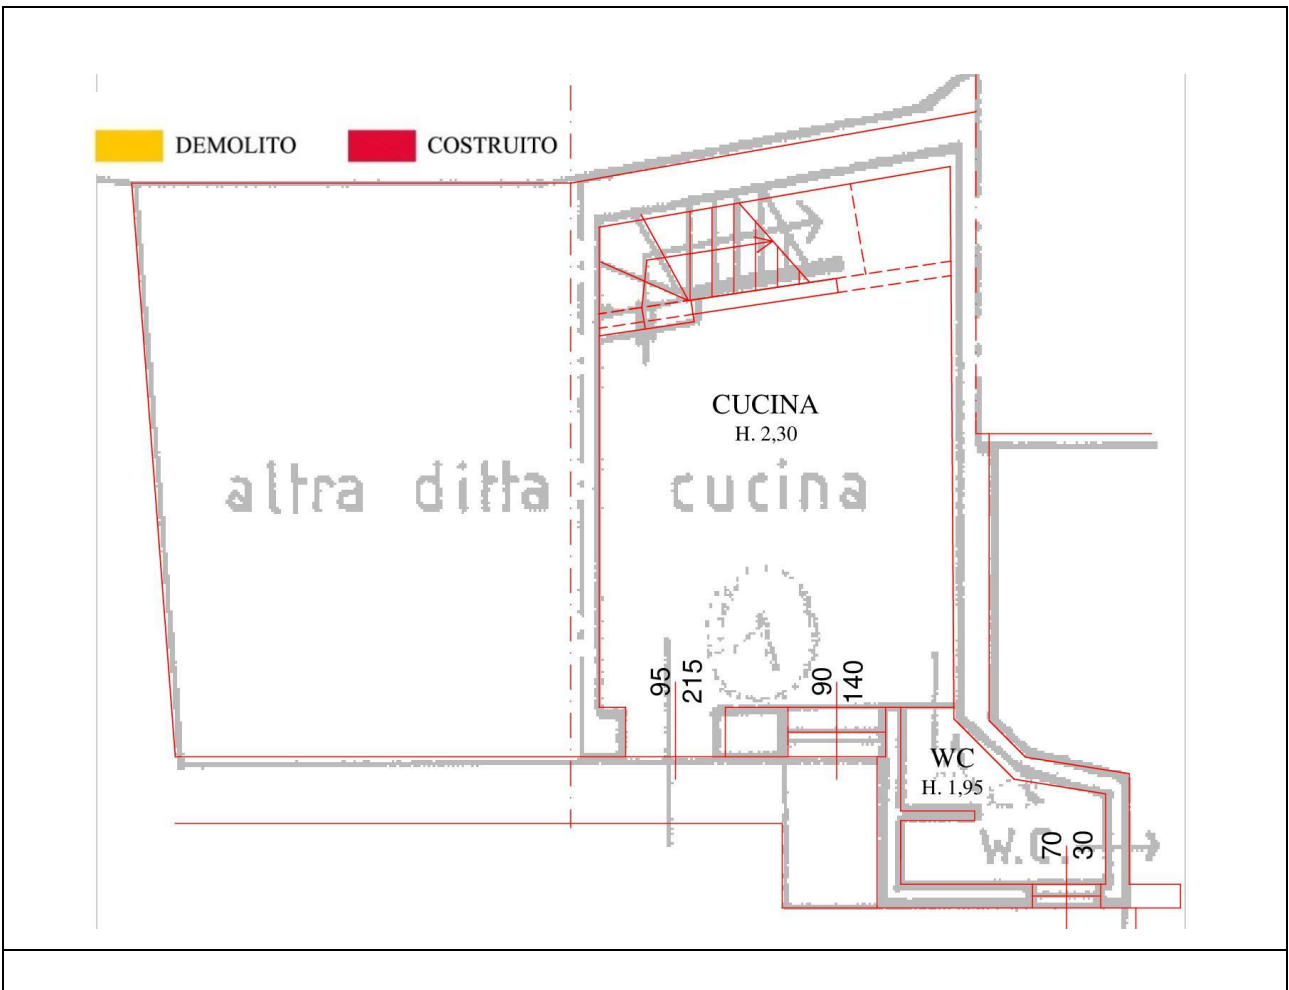 DEMOLITO
COSTRUITO
CUCINA
H. 2,30
altra ditta
cucina
95
215
90
140
WC
H. 1,95
W.C.
70
30